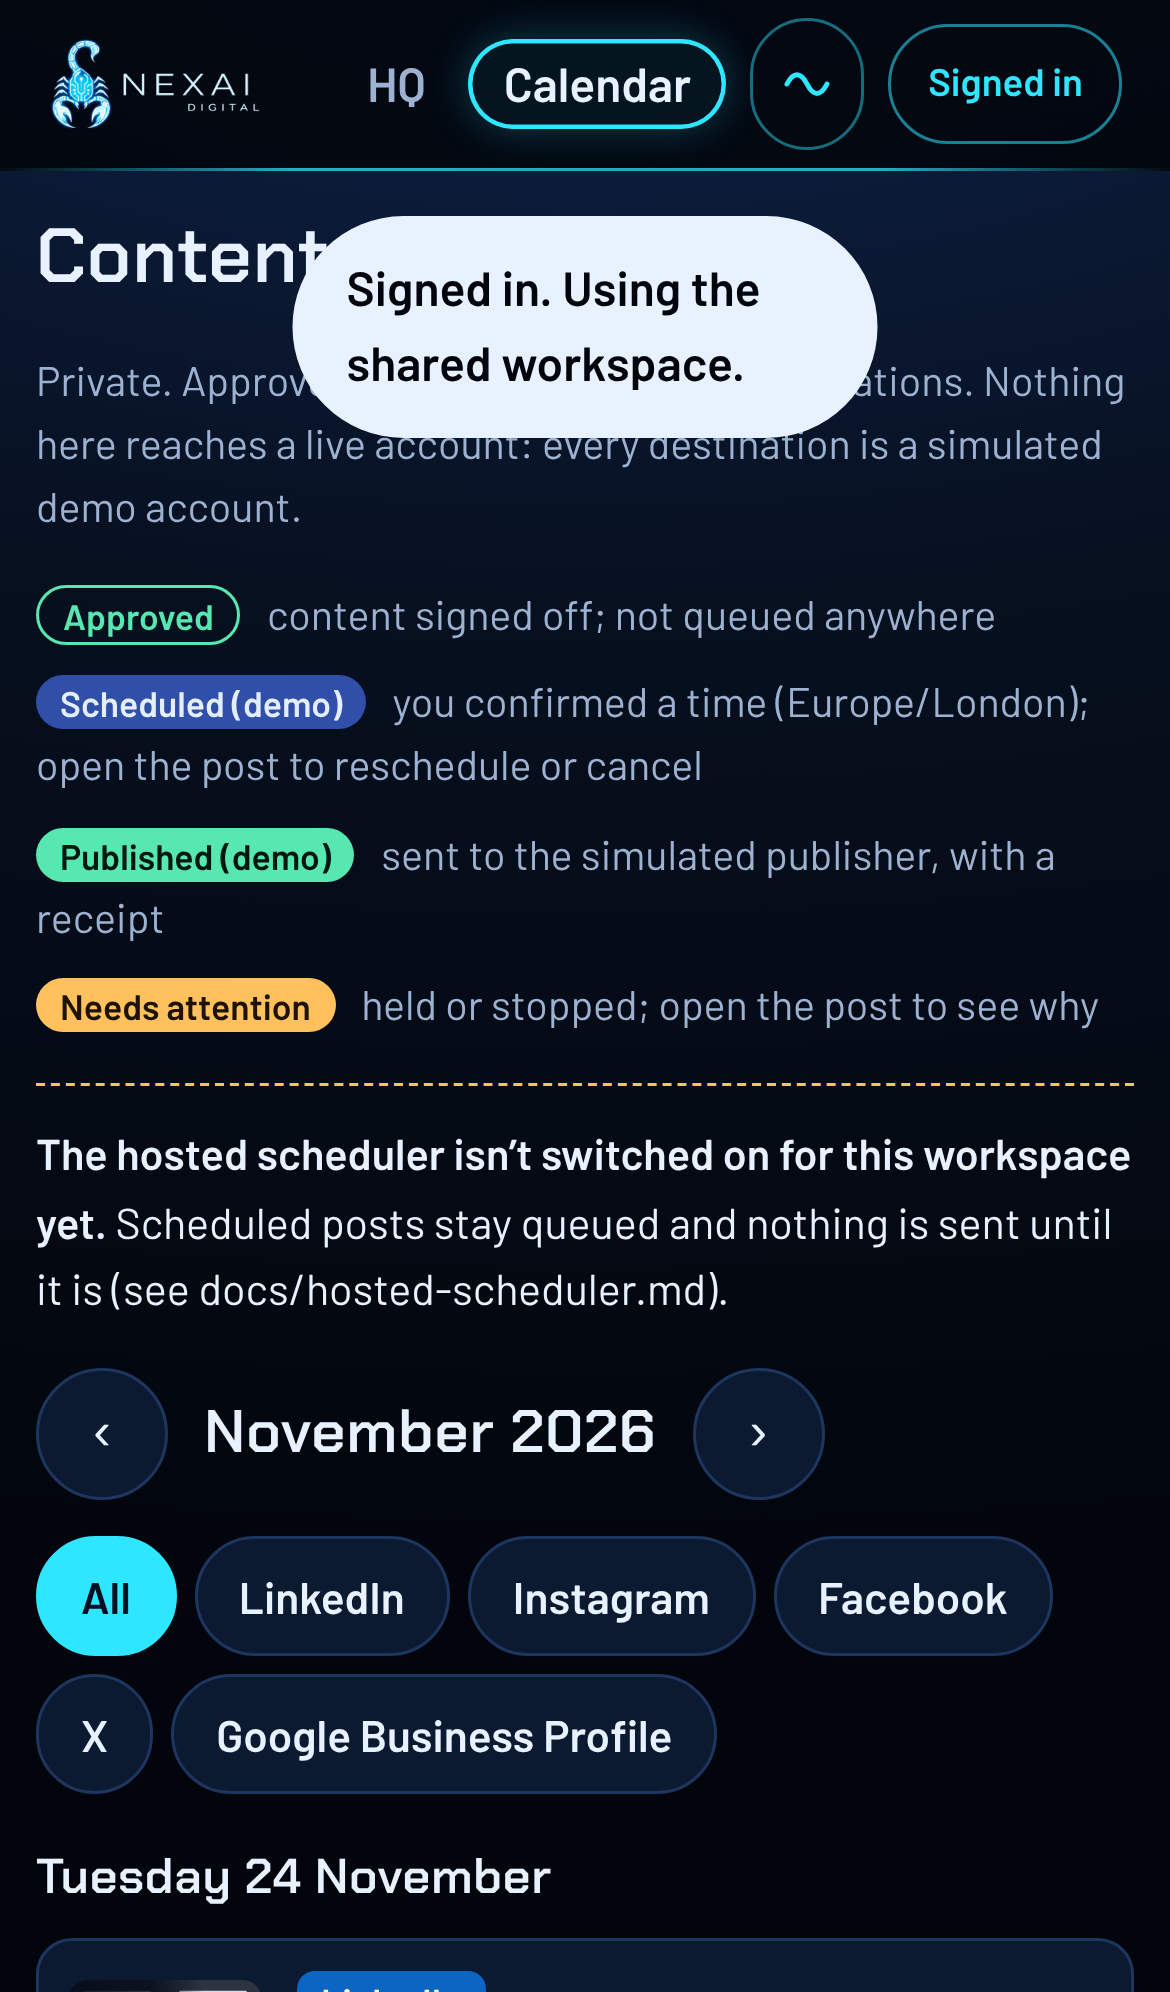 NEXAI
DIGITAL
HQ
Calendar
Signed in
Content
Signed in. Using the
shared workspace.
Private. Approv
ations. Nothing
here reaches a live account: every destination is a simulated
demo account.
Approved content signed off; not queued anywhere
Scheduled (demo) you confirmed a time (Europe/London);
open the post to reschedule or cancel
Published (demo) sent to the simulated publisher, with a
receipt
Needs attention held or stopped; open the post to see why
The hosted scheduler isn’t switched on for this workspace
yet. Scheduled posts stay queued and nothing is sent until
it is (see docs/hosted-scheduler.md).
‹ November 2026 ›
All LinkedIn Instagram Facebook
X Google Business Profile
Tuesday 24 November